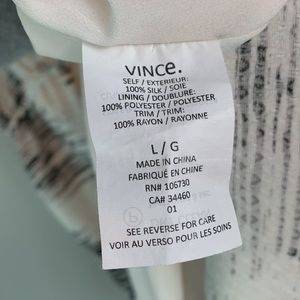 VINCe.
SELF / EXTERIEUR:
100% SILK / SOIE
LINING / DOUBLURE:
100% POLYESTER / POLYESTER
TRIM / TRIM:
100% RAYON / RAYONNE
L / G
MADE IN CHINA
FABRIQUÉ EN CHINE
RN# 106730
CA# 34460
01
SEE REVERSE FOR CARE
VOIR AU VERSO POUR LES SOINS